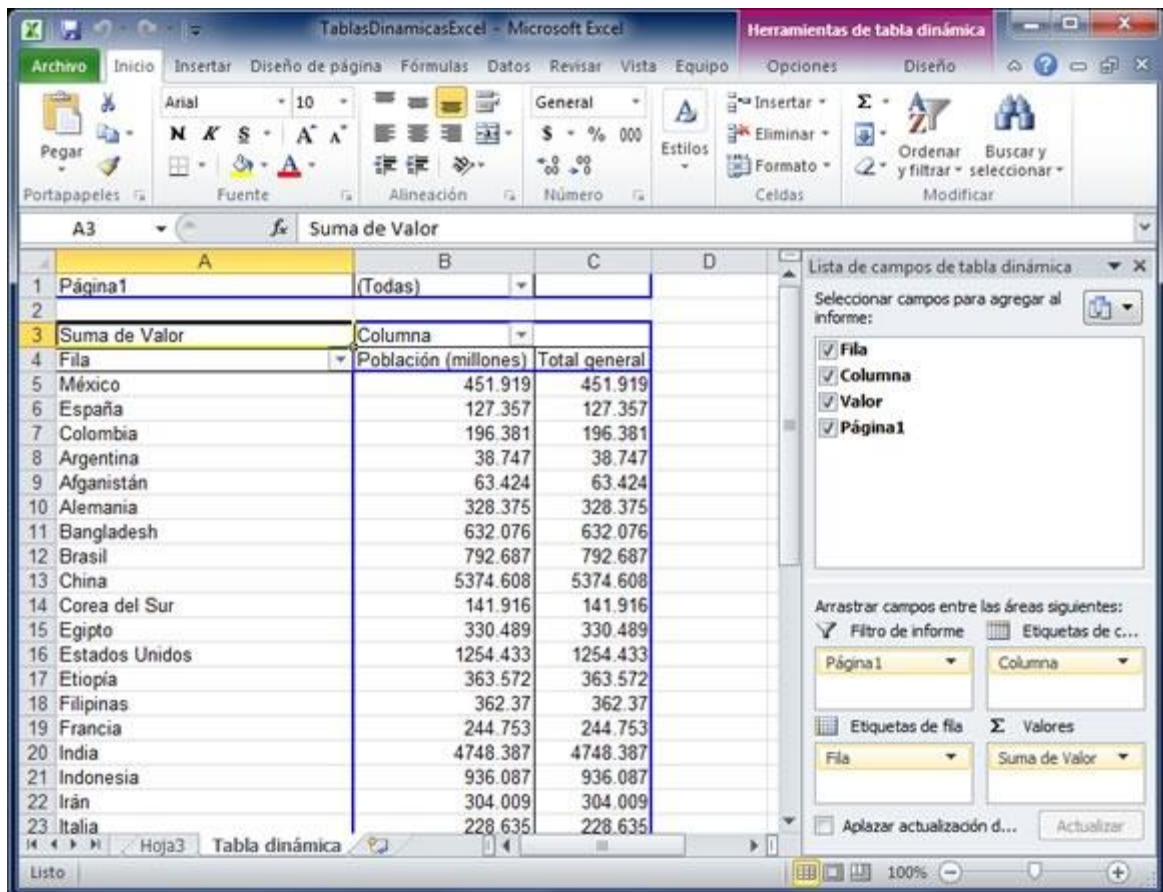 TablasDinamicasExcel - Microsoft Excel
Herramientas de tabla dinámica
Archivo Inicio Insertar Diseño de página Fórmulas Datos Revisar Vista Equipo Opciones Diseño
Pegar
Portapapeles
Arial 10
N K S A A
A
Fuente
Alineación
General
$ % 000
Número
Estilos
Insertar
Eliminar
Formato
Celdas
Σ
Ordenar y filtrar
Buscar y seleccionar
Modificar
A3 fx Suma de Valor
A B C D
1 Página1 (Todas)
2
3 Suma de Valor Columna
4 Fila Población (millones) Total general
5 México 451.919 451.919
6 España 127.357 127.357
7 Colombia 196.381 196.381
8 Argentina 38.747 38.747
9 Afganistán 63.424 63.424
10 Alemania 328.375 328.375
11 Bangladesh 632.076 632.076
12 Brasil 792.687 792.687
13 China 5374.608 5374.608
14 Corea del Sur 141.916 141.916
15 Egipto 330.489 330.489
16 Estados Unidos 1254.433 1254.433
17 Etiopía 363.572 363.572
18 Filipinas 362.37 362.37
19 Francia 244.753 244.753
20 India 4748.387 4748.387
21 Indonesia 936.087 936.087
22 Irán 304.009 304.009
23 Italia 228.635 228.635
Hoja3 Tabla dinámica
Listo
100%
Lista de campos de tabla dinámica
Seleccionar campos para agregar al
informe:
Fila
Columna
Valor
Página1
Arrastrar campos entre las áreas siguientes:
Filtro de informe Etiquetas de c...
Página1 Columna
Etiquetas de fila Σ Valores
Fila Suma de Valor
Aplazar actualización d... Actualizar